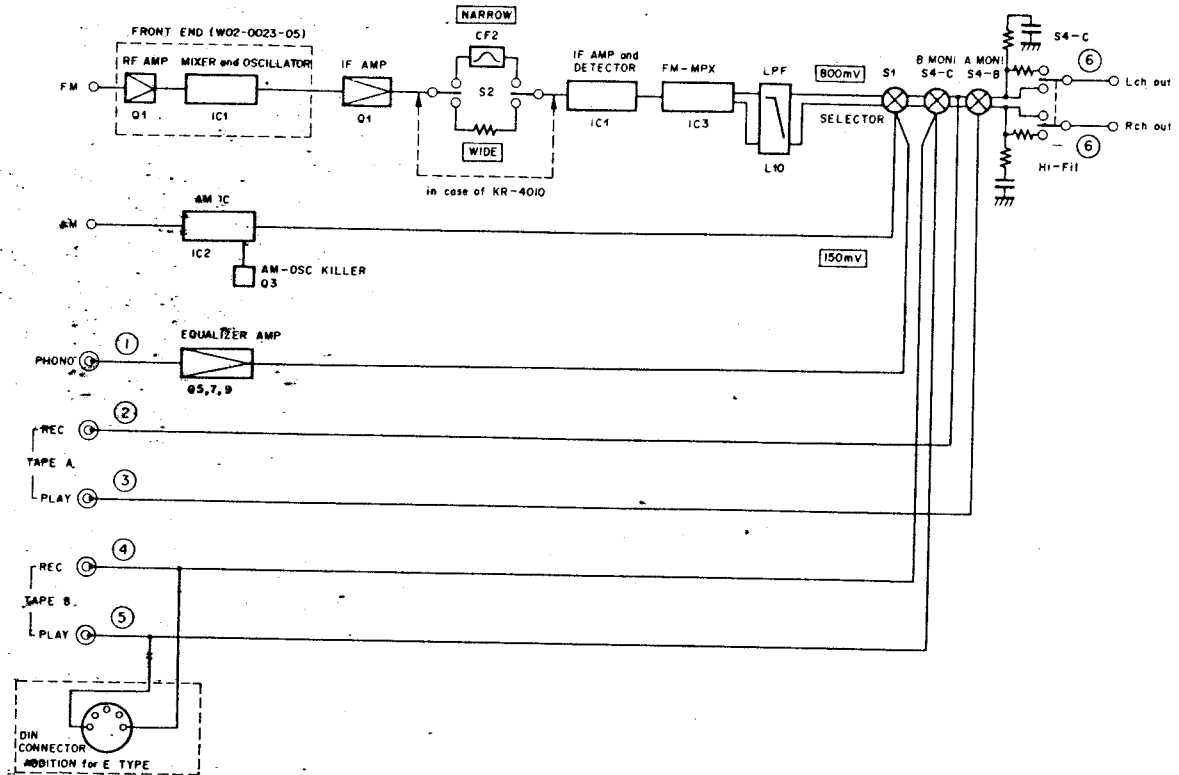 FRONT END (W02-0023-05)
RF AMP
MIXER and OSCILLATOR
FM
Q1
IC1
IF AMP
Q1
NARROW
CF2
S2
WIDE
in case of KR-4010
IF AMP and
DETECTOR
IC1
FM-MPX
IC3
LPF
L10
800mV
S1
SELECTOR
B MONI
S4-C
A MONI
S4-B
S4-C
6
Lch out
6
Rch out
Hi-Fil
AM
AM IC
IC2
AM-OSC KILLER
Q3
150mV
PHONO
1
EQUALIZER AMP
Q5,7,9
REC
2
TAPE A
PLAY
3
REC
4
TAPE B
PLAY
5
DIN
CONNECTOR
ADDITION for E TYPE